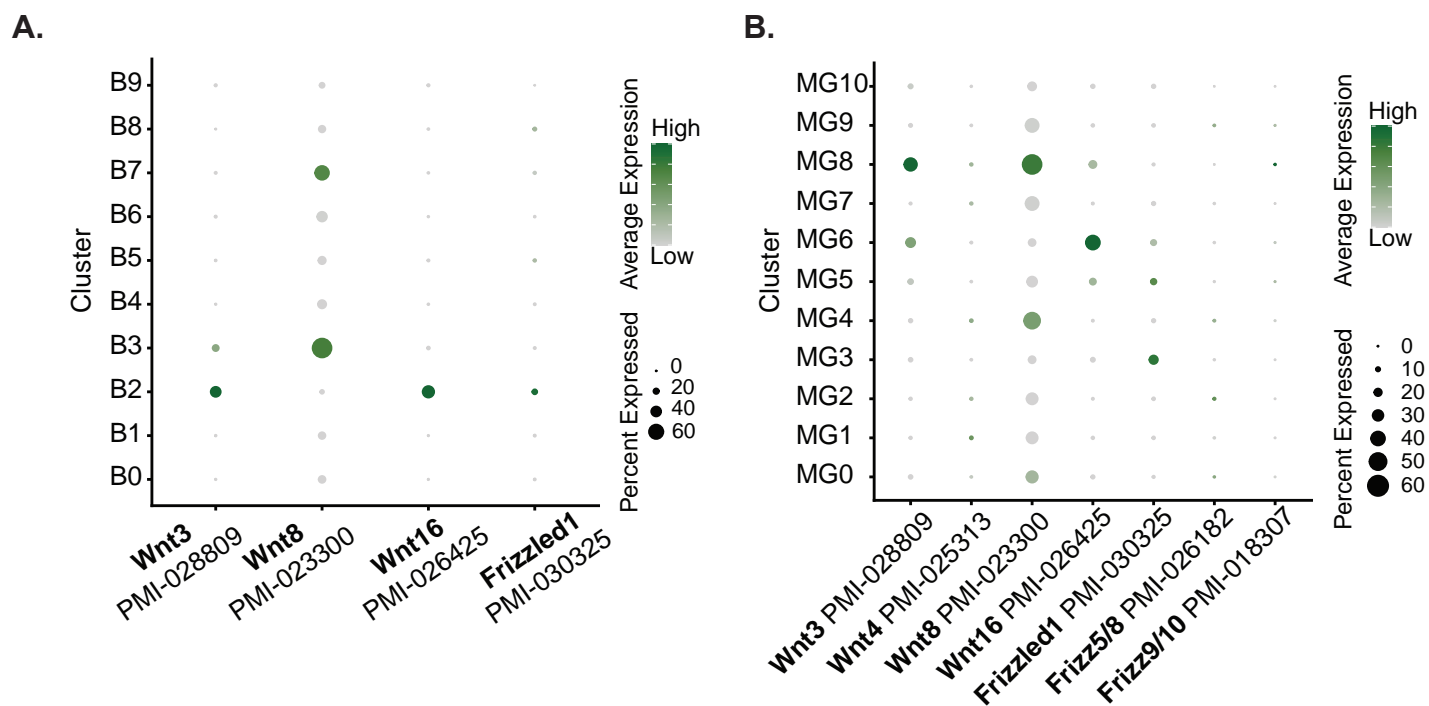 A.
B9
B8
B7
B6
B5
B4
B3
B2
B1
B0
Cluster
Wnt3
PMI-028809
Wnt8
PMI-023300
Wnt16
PMI-026425
Frizzled1
PMI-030325
Average Expression
High
Low
Percent Expressed
0
20
40
60
B.
MG10
MG9
MG8
MG7
MG6
MG5
MG4
MG3
MG2
MG1
MG0
Cluster
Wnt3 PMI-028809
Wnt4 PMI-025313
Wnt8 PMI-023300
Wnt16 PMI-026425
Frizzled1 PMI-030325
Frizz5/8 PMI-026182
Frizz9/10 PMI-018307
Average Expression
High
Low
Percent Expressed
0
10
20
30
40
50
60